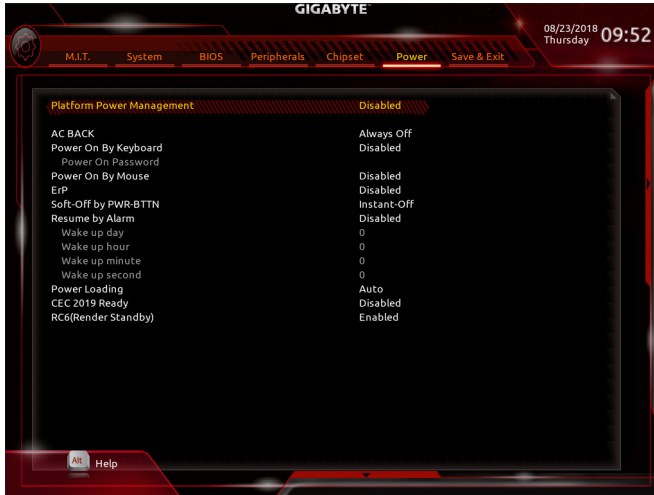 GIGABYTE
08/23/2018 09:52
Thursday
M.I.T. System BIOS Peripherals Chipset Power Save & Exit
Platform Power Management Disabled
AC BACK Always Off
Power On By Keyboard Disabled
Power On Password
Power On By Mouse Disabled
ErP Disabled
Soft-Off by PWR-BTTN Instant-Off
Resume by Alarm Disabled
Wake up day 0
Wake up hour 0
Wake up minute 0
Wake up second 0
Power Loading Auto
CEC 2019 Ready Disabled
RC6(Render Standby) Enabled
Alt Help